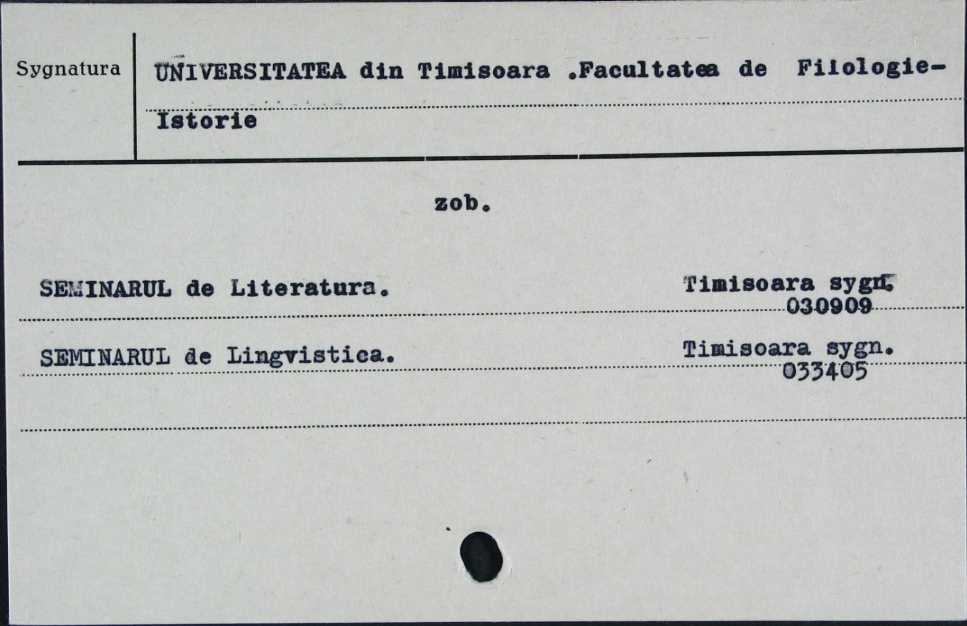 Sygnatura
UNIVERSITATEA din Timisoara .Facultatea de Filologie-
Istorie
zob.
SEMINARUL de Literatura. Timisoara sygn.
030909
SEMINARUL de Lingvistica. Timisoara sygn.
033405